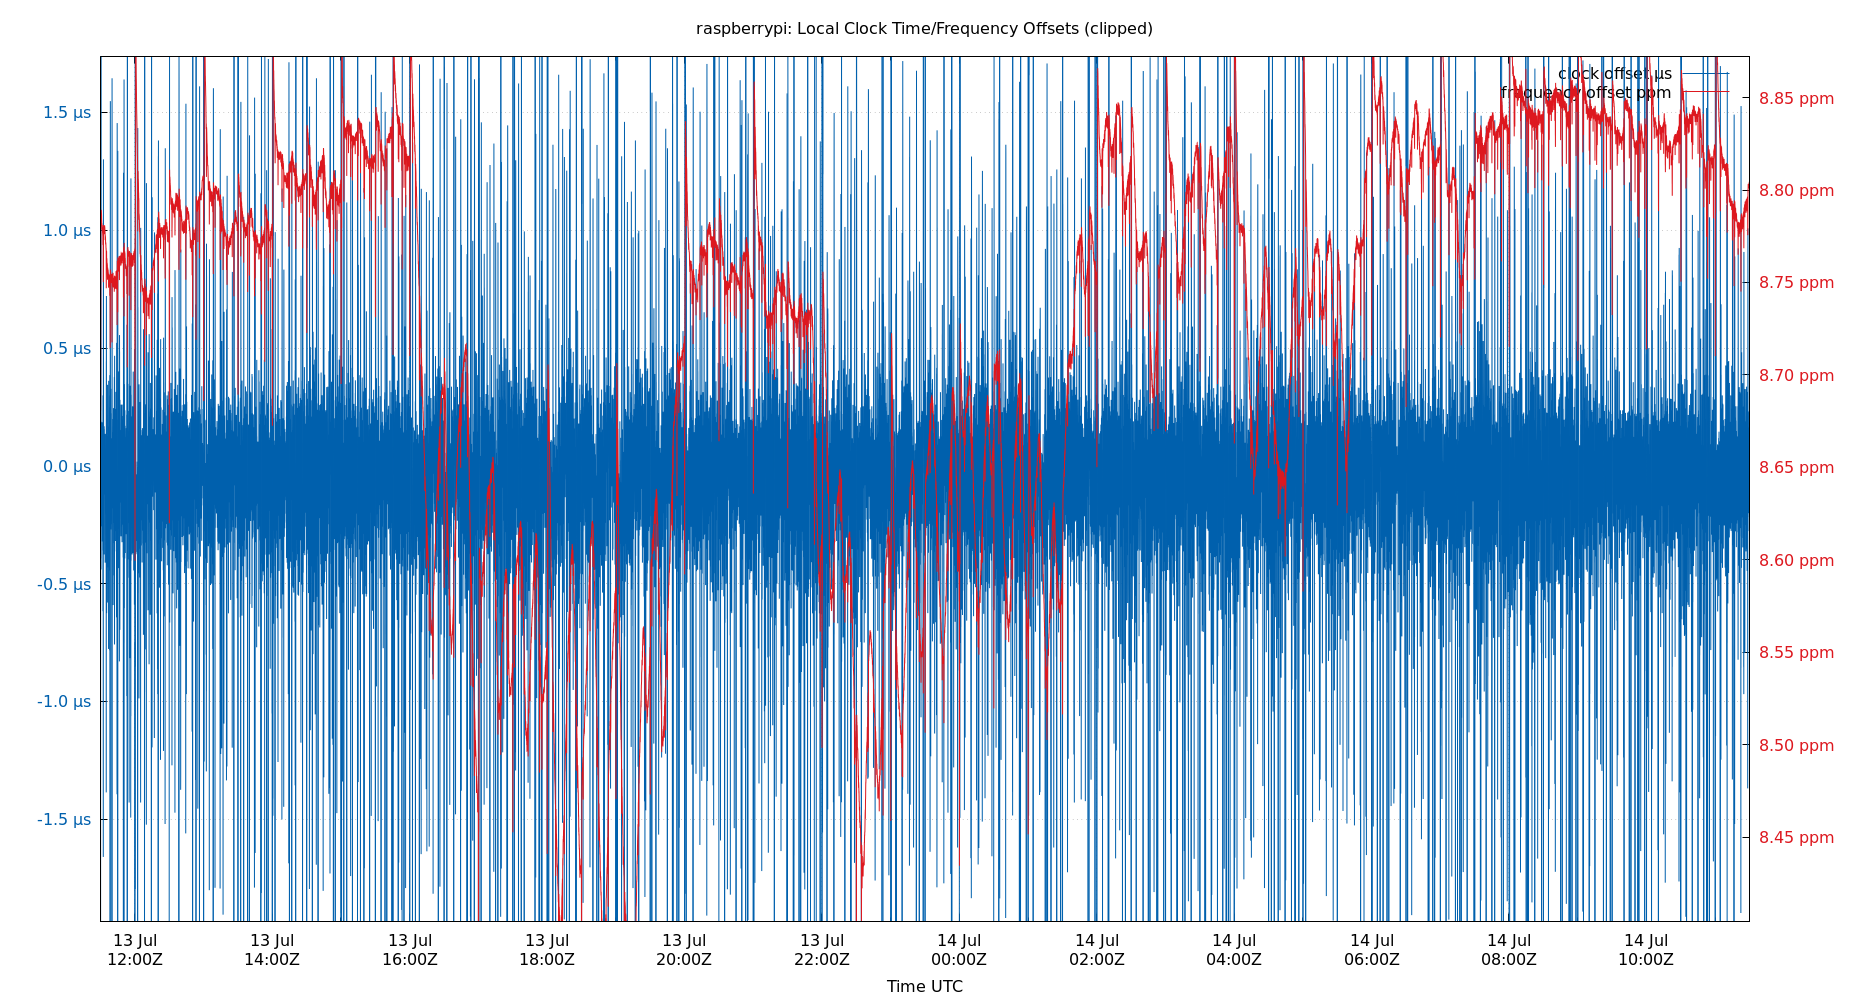 raspberrypi: Local Clock Time/Frequency Offsets (clipped)
clock offset µs
frequency offset ppm
1.5 µs
1.0 µs
0.5 µs
0.0 µs
-0.5 µs
-1.0 µs
-1.5 µs
8.85 ppm
8.80 ppm
8.75 ppm
8.70 ppm
8.65 ppm
8.60 ppm
8.55 ppm
8.50 ppm
8.45 ppm
13 Jul 13 Jul 13 Jul 13 Jul 13 Jul 13 Jul 14 Jul 14 Jul 14 Jul 14 Jul 14 Jul 14 Jul
12:00Z 14:00Z 16:00Z 18:00Z 20:00Z 22:00Z 00:00Z 02:00Z 04:00Z 06:00Z 08:00Z 10:00Z
Time UTC